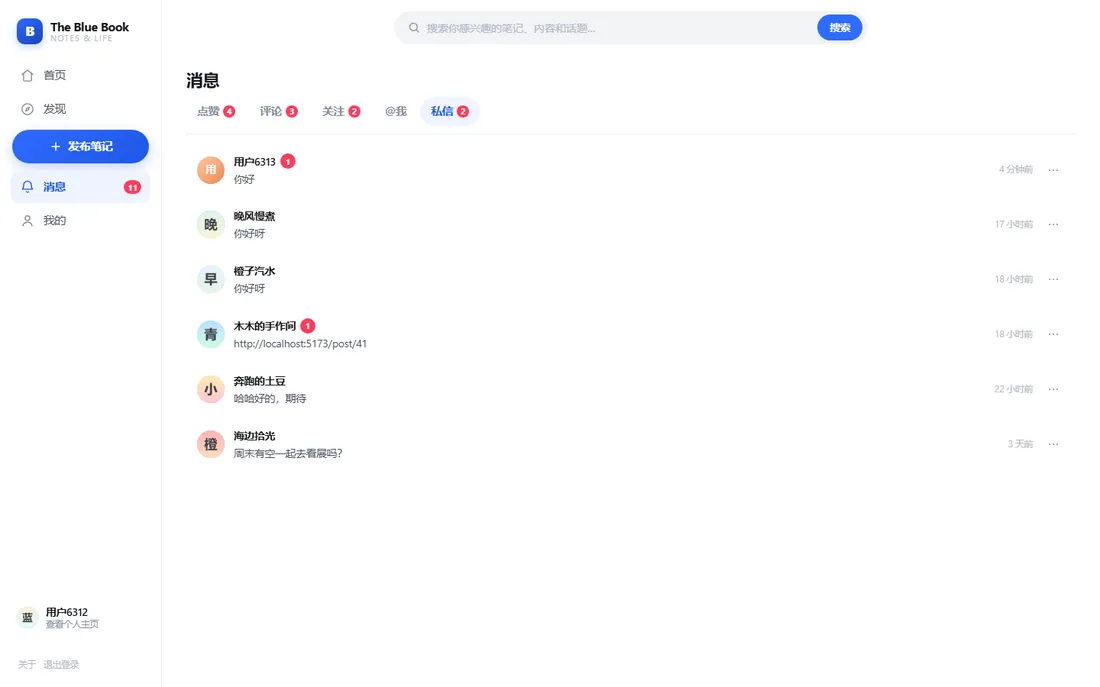 B
The Blue Book
NOTES & LIFE
首页
发现
+ 发布笔记
消息 11
我的
用户6312
蓝
查看个人主页
关于 退出登录
搜索你感兴趣的笔记、内容和话题...
搜索
消息
点赞 4 评论 3 关注 2 @我 私信 2
用
用户6313 1
你好
4 分钟前 ...
晚
晚风慢煮
你好呀
17 小时前 ...
早
橙子汽水
你好呀
18 小时前 ...
青
木木的手作间 1
http://localhost:5173/post/41
18 小时前 ...
小
奔跑的土豆
哈哈好的，期待
22 小时前 ...
橙
海边拾光
周末有空一起去看展吗？
3 天前 ...